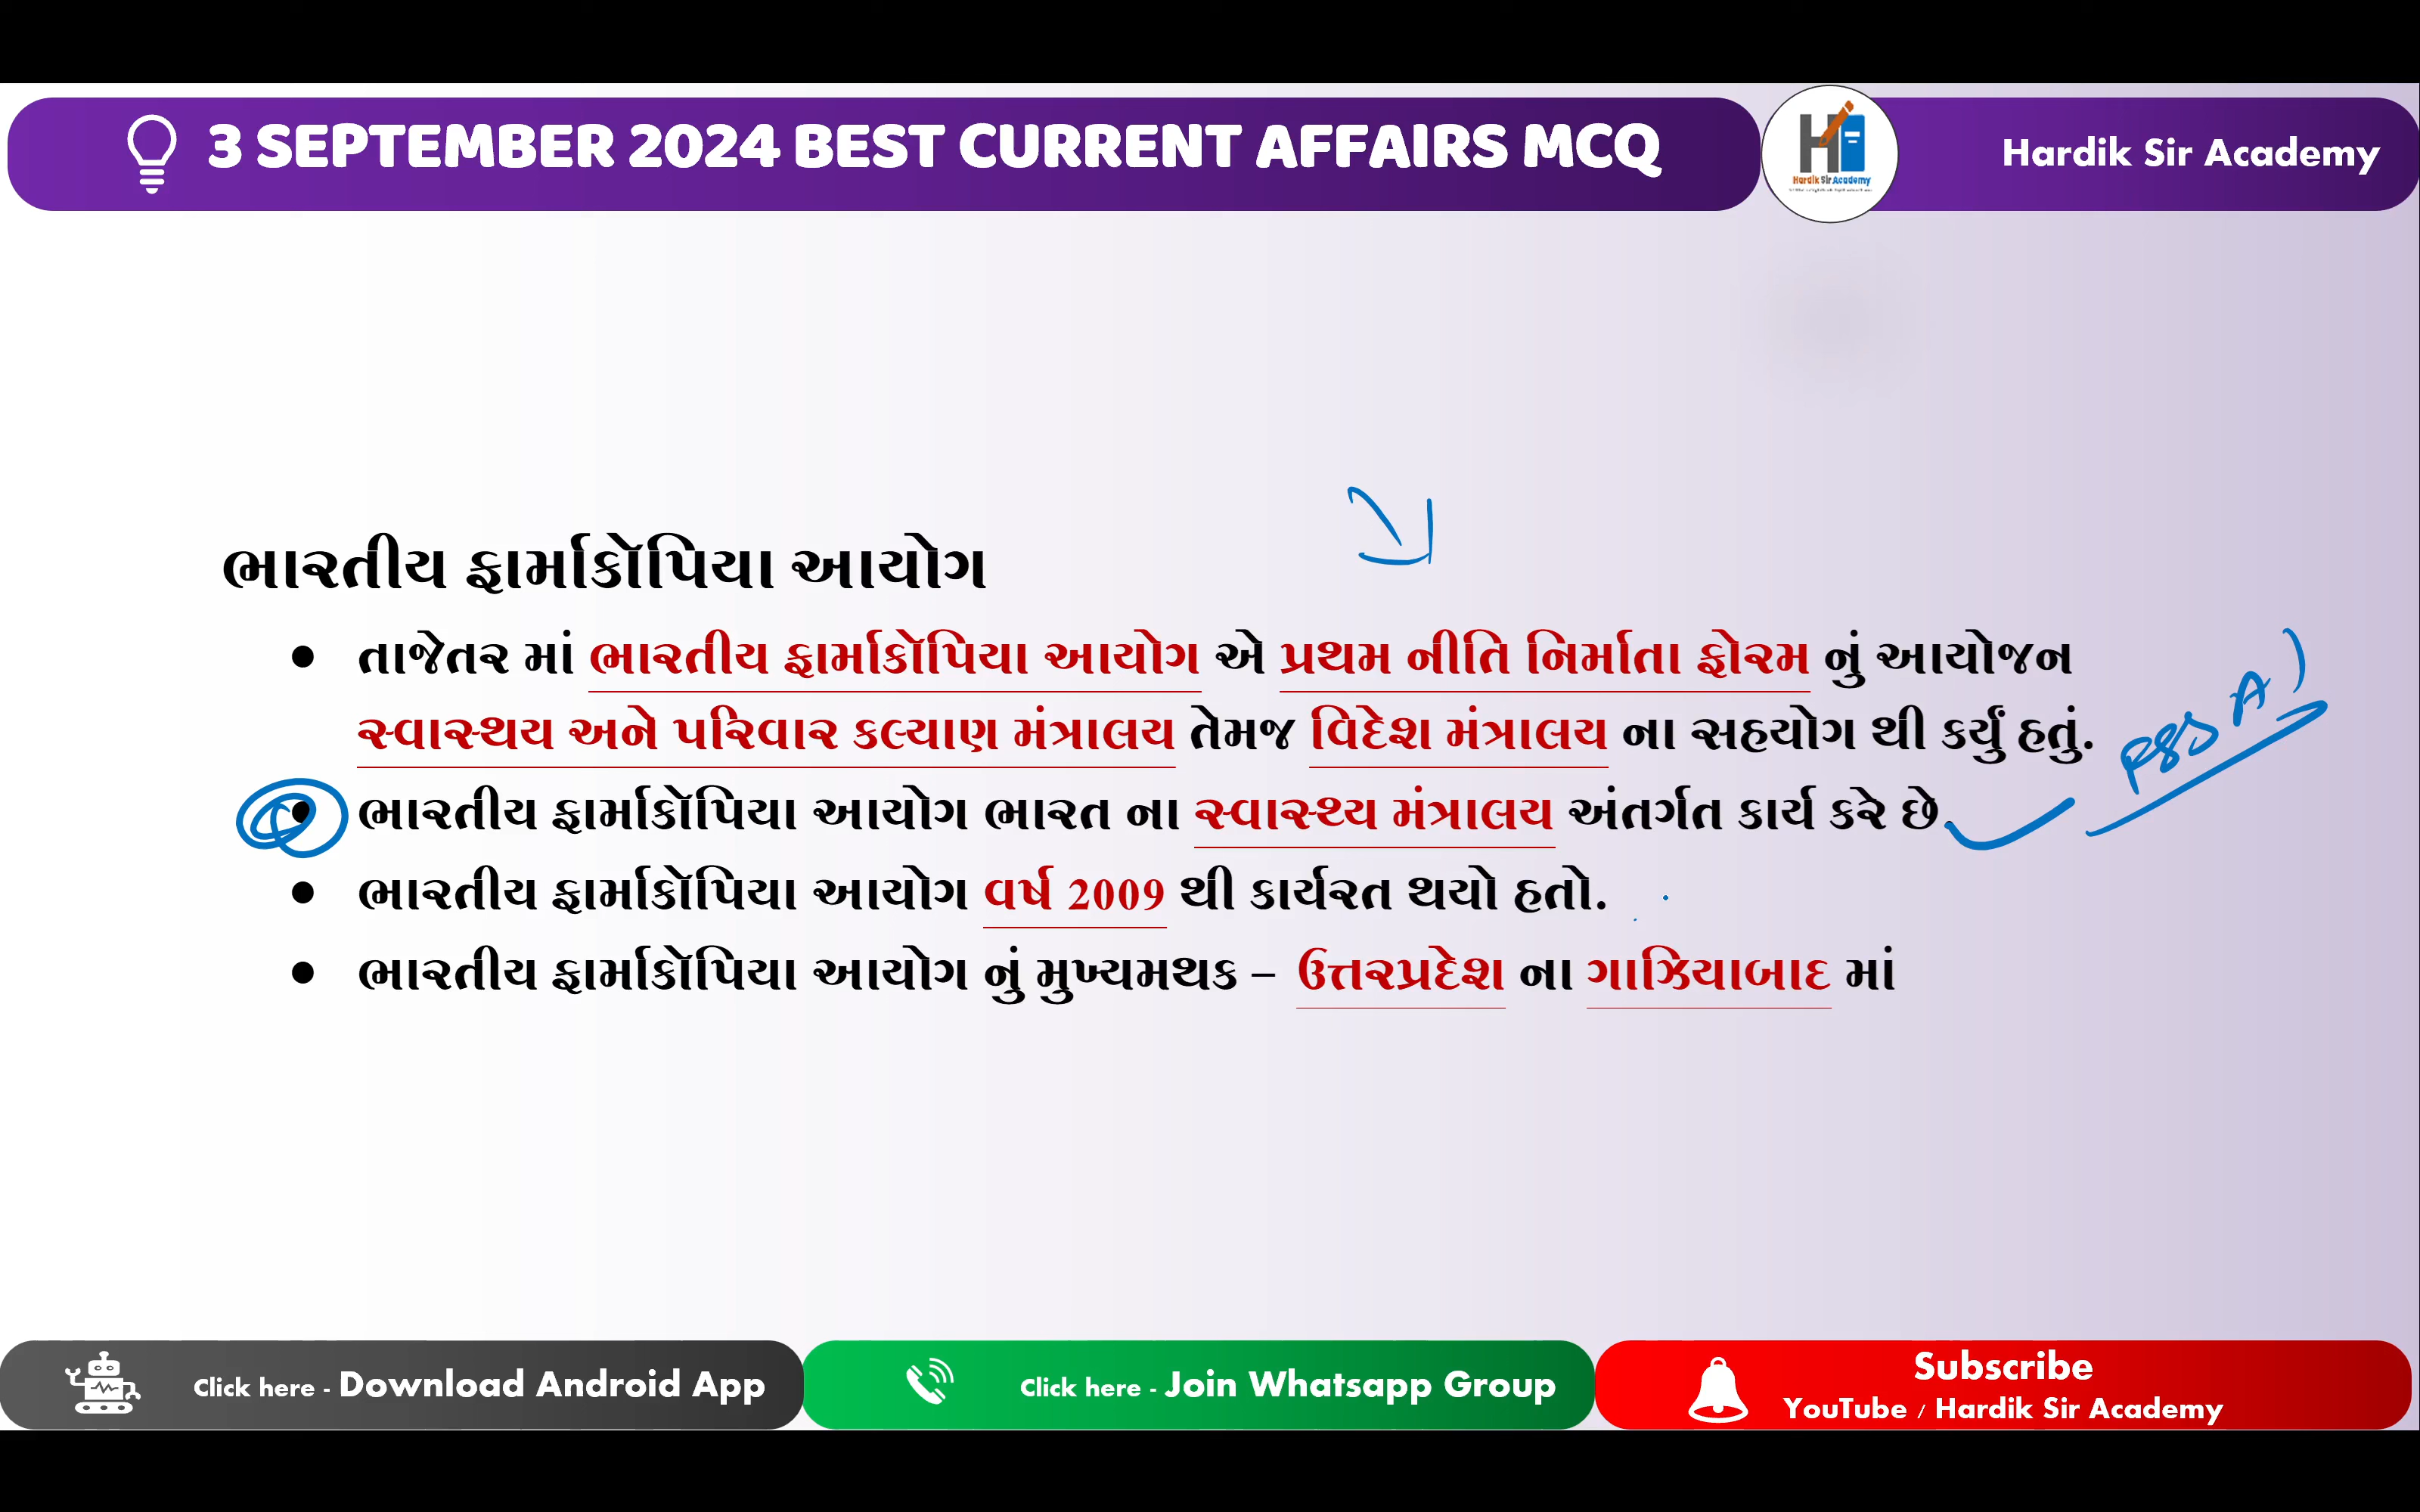 3 SEPTEMBER 2024 BEST CURRENT AFFAIRS MCQ
Hardik Sir Academy
Hardik Sir Academy
ભારતીય ફાર્માકોપિયા આયોગ
• તાજેતર માં ભારતીય ફાર્માકોપિયા આયોગ એ પ્રથમ નીતિ નિર્માતા ફોરમ નું આયોજન
સ્વાસ્થય અને પરિવાર કલ્યાણ મંત્રાલય તેમજ વિદેશ મંત્રાલય ના સહયોગ થી કર્યું હતું.
• ભારતીય ફાર્માકોપિયા આયોગ ભારત ના સ્વાસ્થ્ય મંત્રાલય અંતર્ગત કાર્ય કરે છે.
• ભારતીય ફાર્માકોપિયા આયોગ વર્ષ 2009 થી કાર્યરત થયો હતો.
• ભારતીય ફાર્માકોપિયા આયોગ નું મુખ્યમથક – ઉત્તરપ્રદેશ ના ગાઝિયાબાદ માં
Click here - Download Android App
Click here - Join Whatsapp Group
Subscribe
YouTube / Hardik Sir Academy